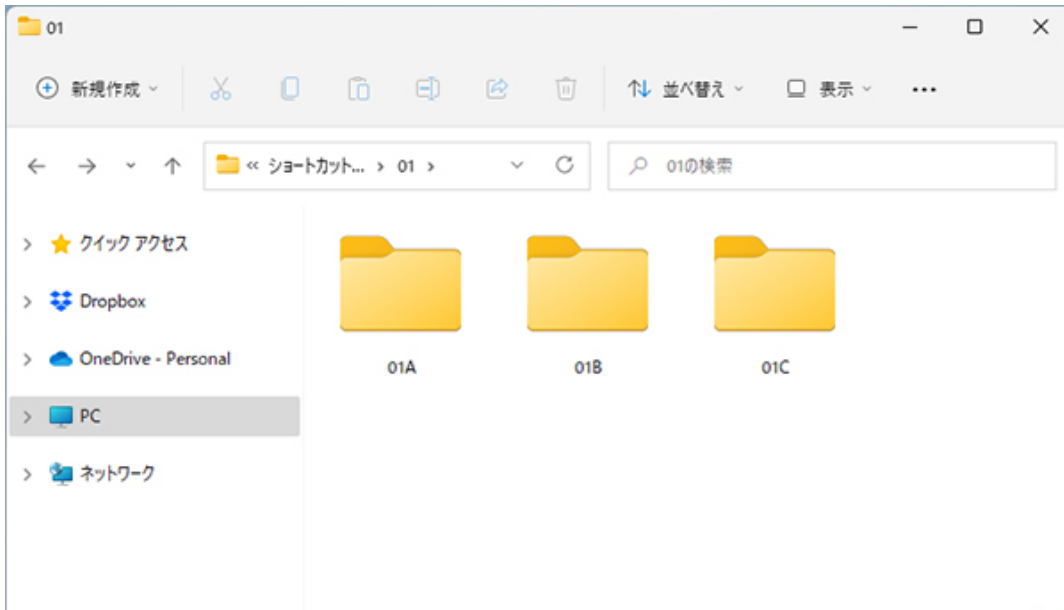 01
新規作成 並べ替え 表示 •••
« ショートカット... › 01 › 01の検索
クイック アクセス
Dropbox
OneDrive - Personal
PC
ネットワーク
01A 01B 01C